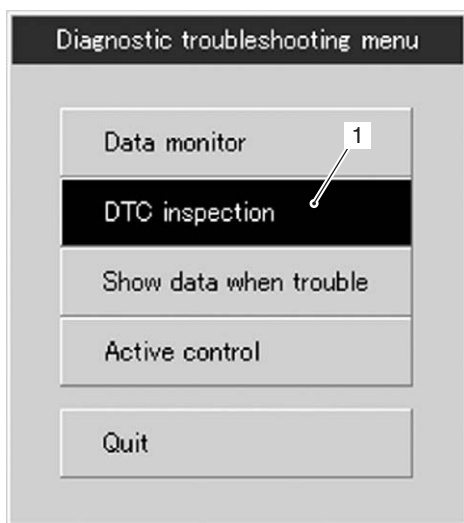 Diagnostic troubleshooting menu
Data monitor
1
DTC inspection
Show data when trouble
Active control
Quit